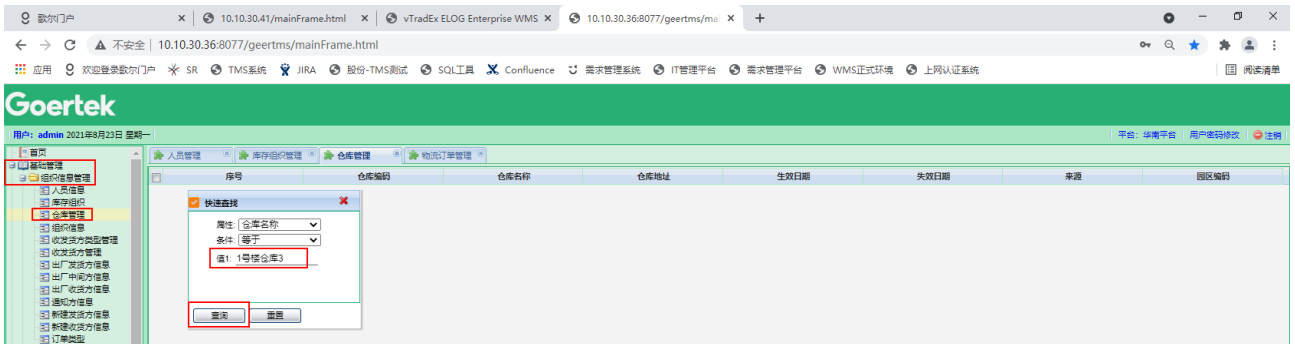 歌尔门户
10.10.30.41/mainFrame.html
vTradEx ELOG Enterprise WMS
10.10.30.36:8077/geertms/mai
不安全 | 10.10.30.36:8077/geertms/mainFrame.html
应用 欢迎登录歌尔门户 SR TMS系统 JIRA 股份-TMS测试 SQL工具 Confluence 需求管理系统 IT管理平台 需求管理平台 WMS正式环境 上网认证系统 阅读清单
Goertek
用户: admin 2021年8月23日 星期一 平台: 华南平台 用户密码修改 注销
首页
基础管理
组织信息管理
人员信息
库存组织
仓库管理
组织信息
收发货方类型管理
收发货方管理
出厂发货方信息
出厂中间方信息
出厂收货方信息
通知方信息
新建发货方信息
新建收货方信息
订单类型
人员管理 库存组织管理 仓库管理 物流订单管理
序号 仓库编码 仓库名称 仓库地址 生效日期 失效日期 来源 园区编码
快速查找
属性: 仓库名称
条件: 等于
值1: 1号楼仓库3
查询 重置